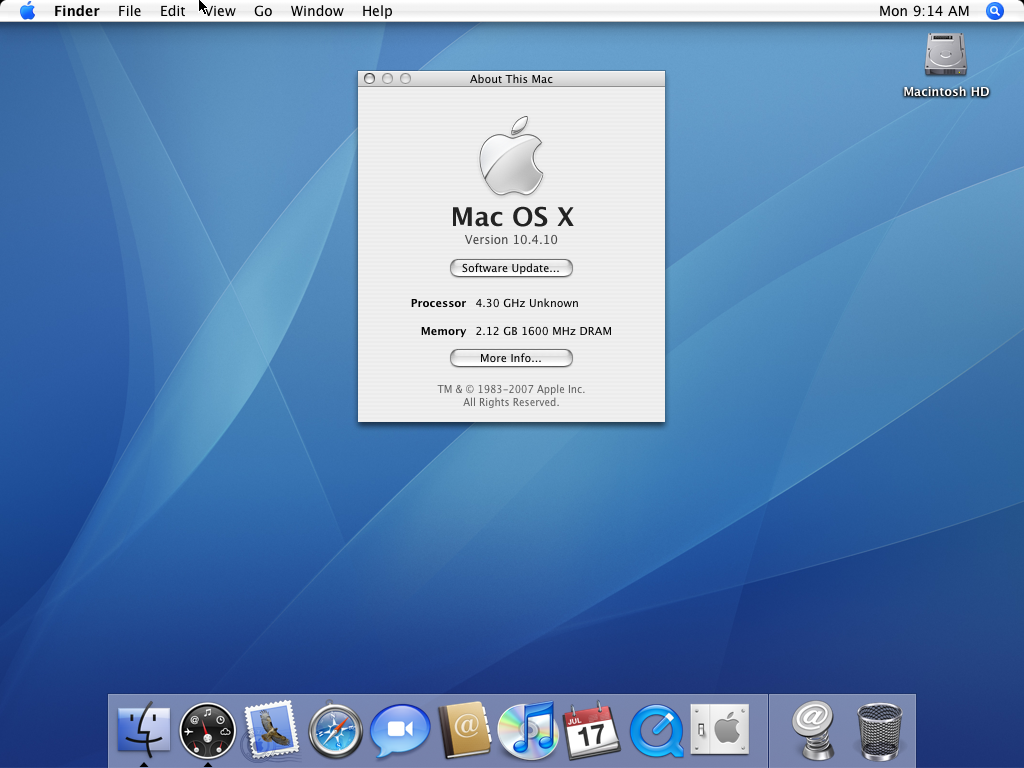 Finder File Edit View Go Window Help Mon 9:14 AM
Macintosh HD
About This Mac
Mac OS X
Version 10.4.10
Software Update...
Processor 4.30 GHz Unknown
Memory 2.12 GB 1600 MHz DRAM
More Info...
TM & © 1983-2007 Apple Inc.
All Rights Reserved.
@
JUL
17
@